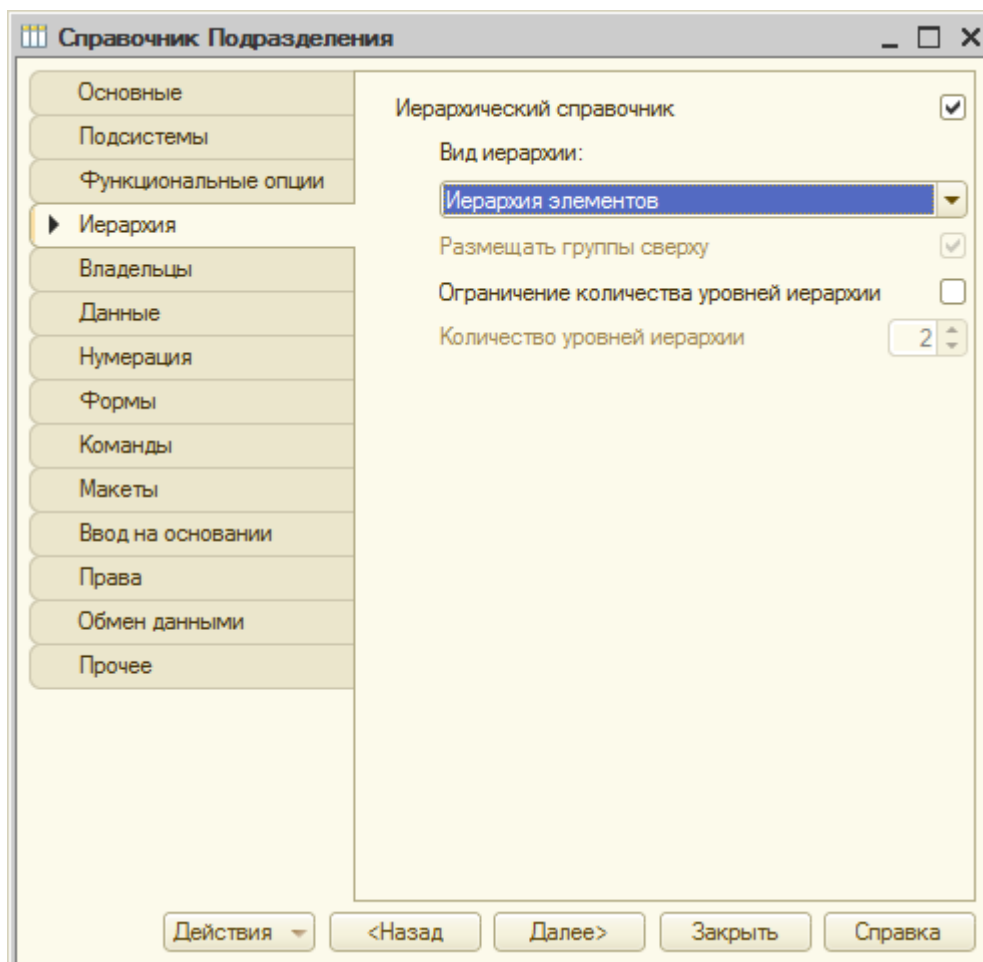 Справочник Подразделения
Основные
Подсистемы
Функциональные опции
Иерархия
Владельцы
Данные
Нумерация
Формы
Команды
Макеты
Ввод на основании
Права
Обмен данными
Прочее
Иерархический справочник
Вид иерархии:
Иерархия элементов
Размещать группы сверху
Ограничение количества уровней иерархии
Количество уровней иерархии 2
Действия <Назад Далее> Закрыть Справка